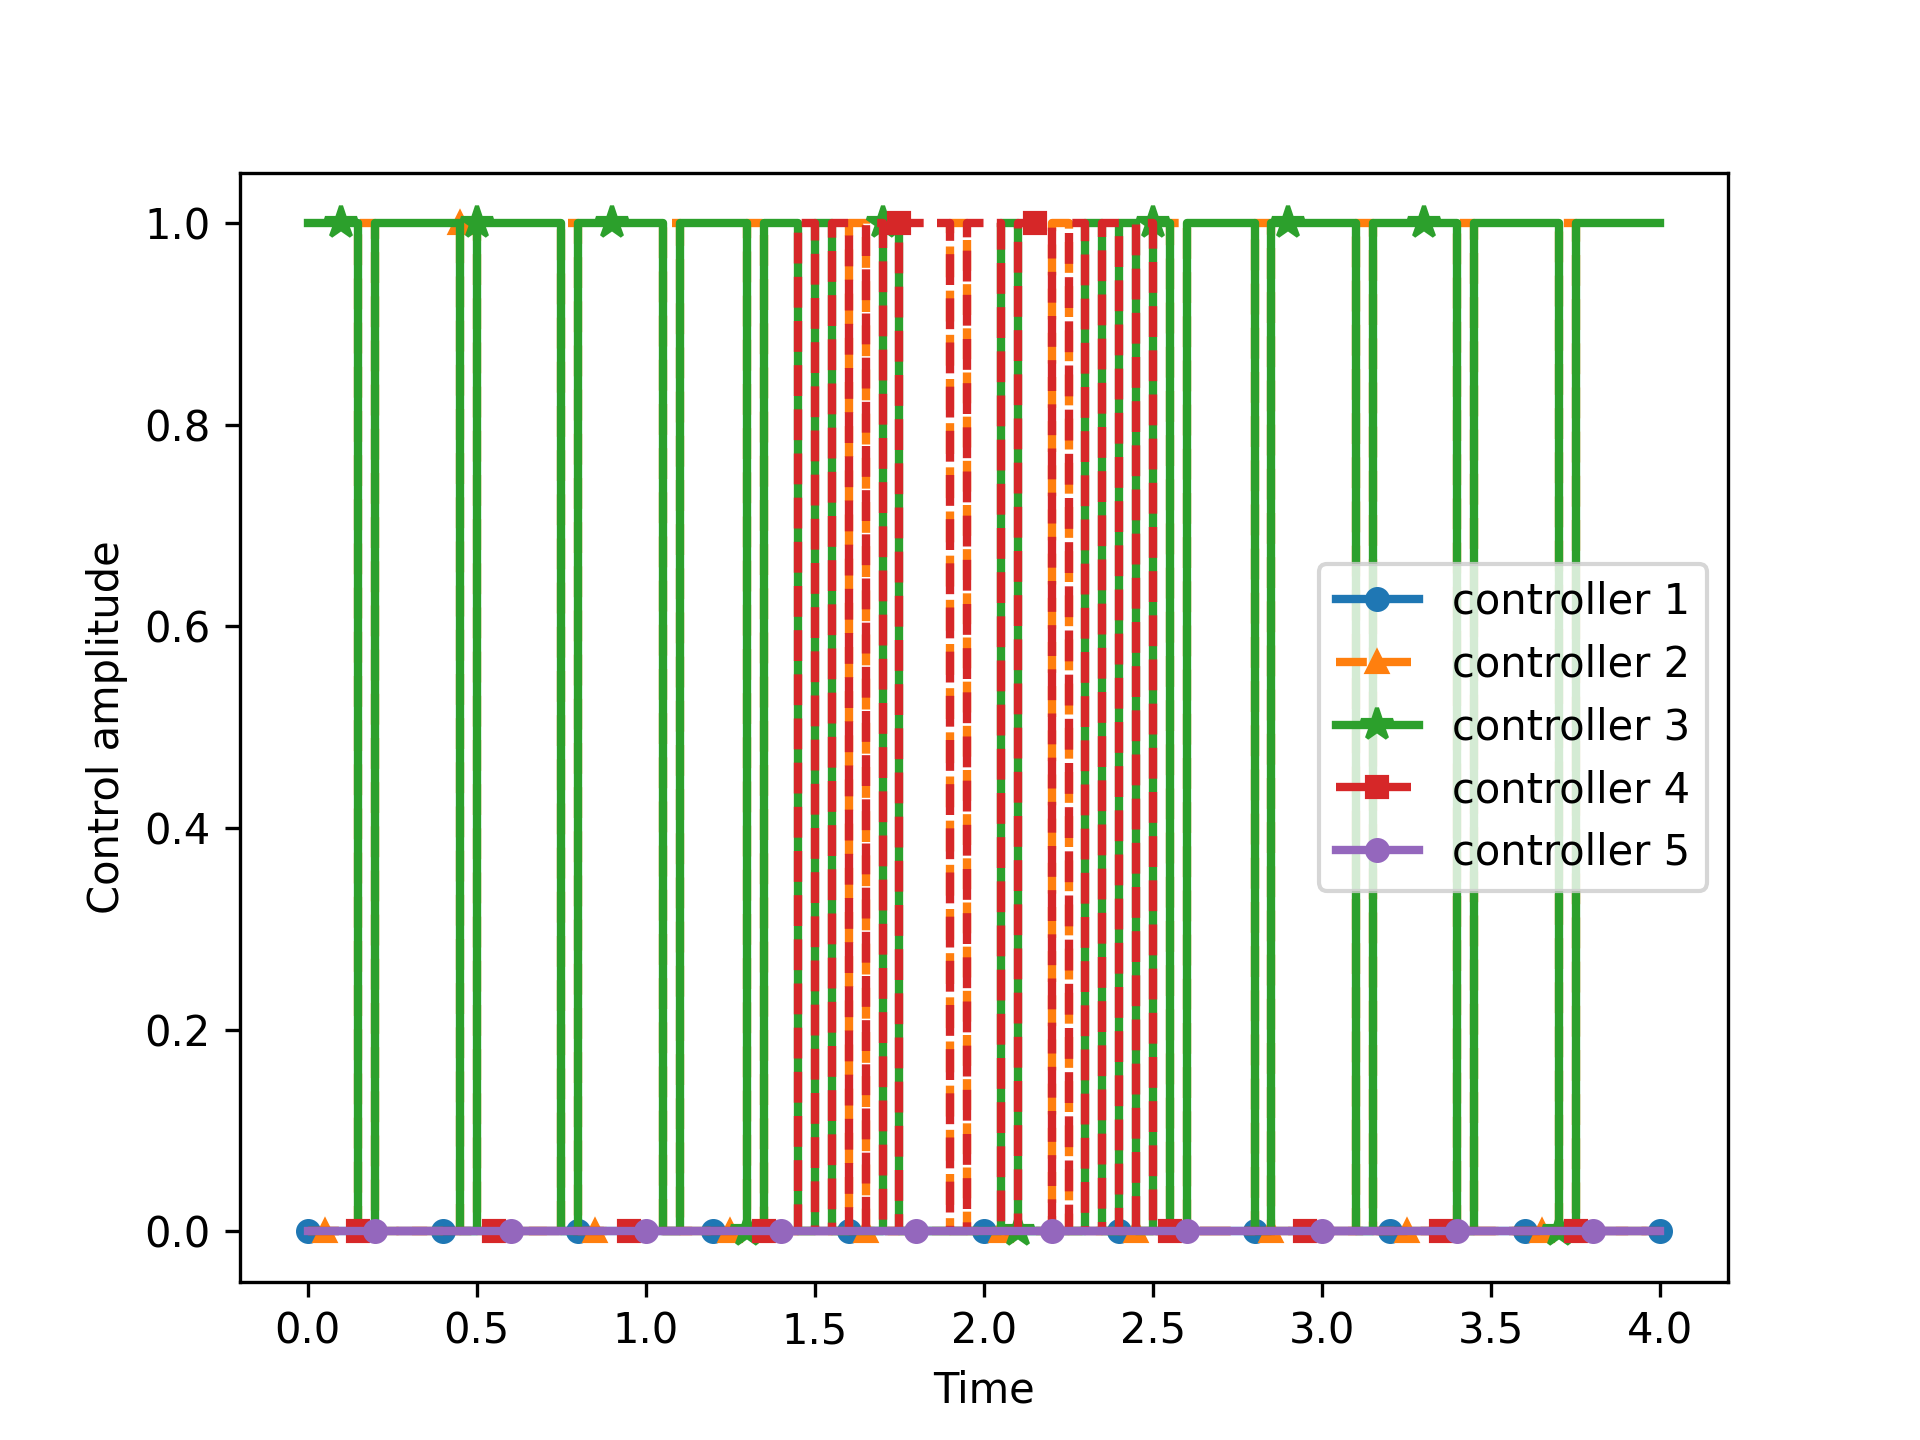 1.0
0.8
0.6
0.4
0.2
0.0
Control amplitude
controller 1
controller 2
controller 3
controller 4
controller 5
0.0 0.5 1.0 1.5 2.0 2.5 3.0 3.5 4.0
Time